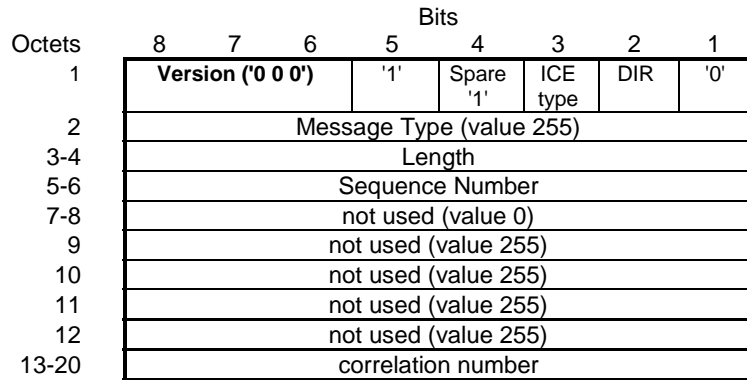 Bits
Octets 8 7 6 5 4 3 2 1
1 Version ('0 0 0') '1' Spare '1' ICE type DIR '0'
2 Message Type (value 255)
3-4 Length
5-6 Sequence Number
7-8 not used (value 0)
9 not used (value 255)
10 not used (value 255)
11 not used (value 255)
12 not used (value 255)
13-20 correlation number